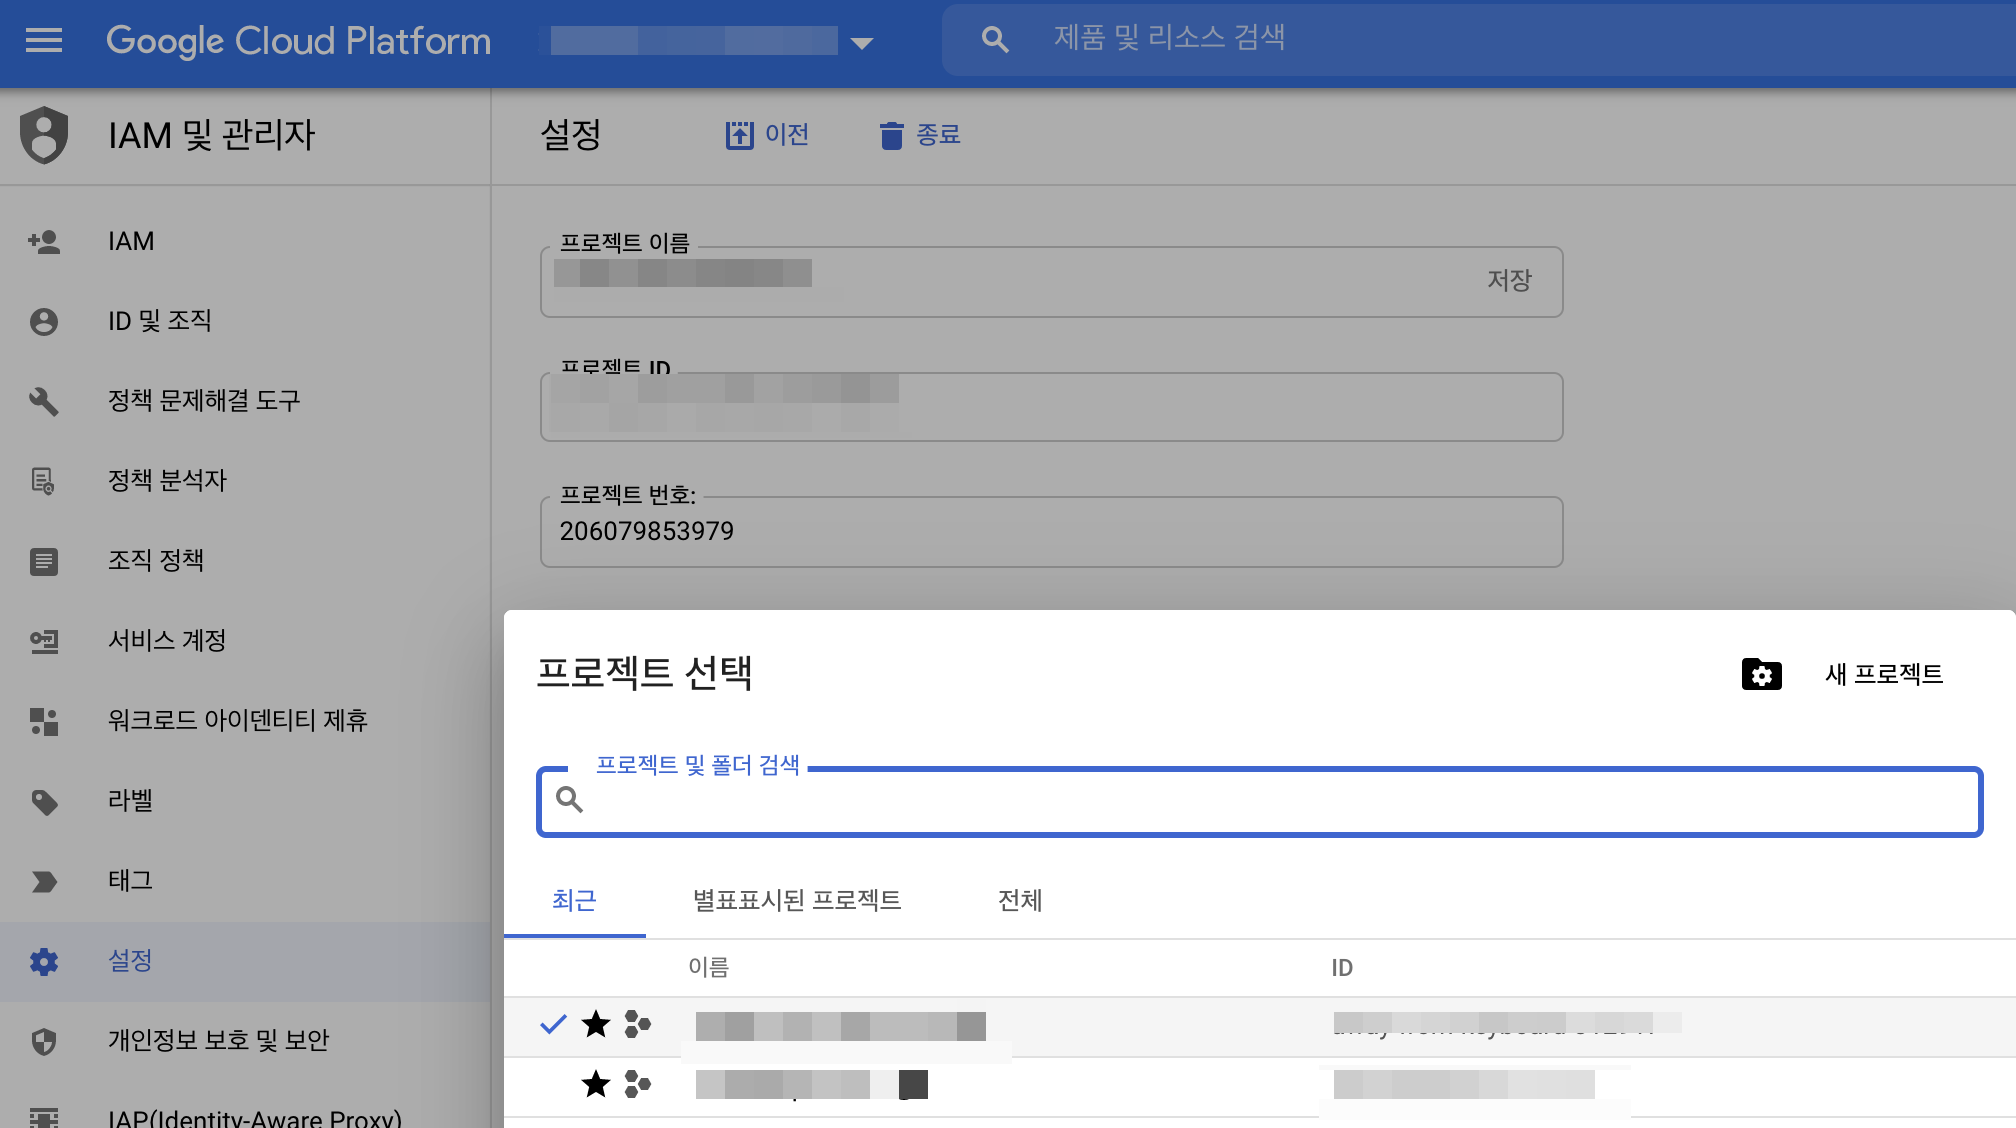 Google Cloud Platform
제품 및 리소스 검색
IAM 및 관리자
설정
이전
종료
IAM
ID 및 조직
정책 문제해결 도구
정책 분석자
조직 정책
서비스 계정
워크로드 아이덴티티 제휴
라벨
태그
설정
개인정보 보호 및 보안
IAP(Identity-Aware Proxy)
프로젝트 이름
저장
프로젝트 ID
프로젝트 번호:
206079853979
프로젝트 선택
새 프로젝트
프로젝트 및 폴더 검색
최근
별표표시된 프로젝트
전체
이름
ID